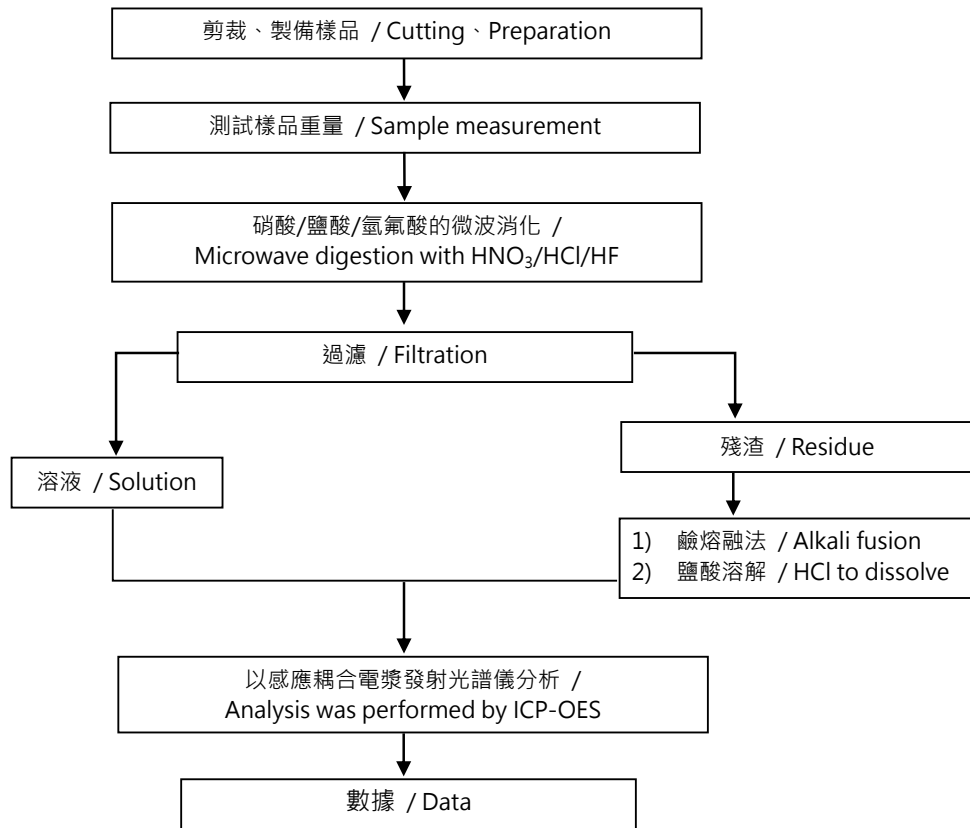 剪裁、製備樣品 / Cutting、Preparation
測試樣品重量 / Sample measurement
硝酸/鹽酸/氫氟酸的微波消化 /
Microwave digestion with HNO₃/HCl/HF
過濾 / Filtration
溶液 / Solution
殘渣 / Residue
1) 鹼熔融法 / Alkali fusion
2) 鹽酸溶解 / HCl to dissolve
以感應耦合電漿發射光譜儀分析 /
Analysis was performed by ICP-OES
數據 / Data